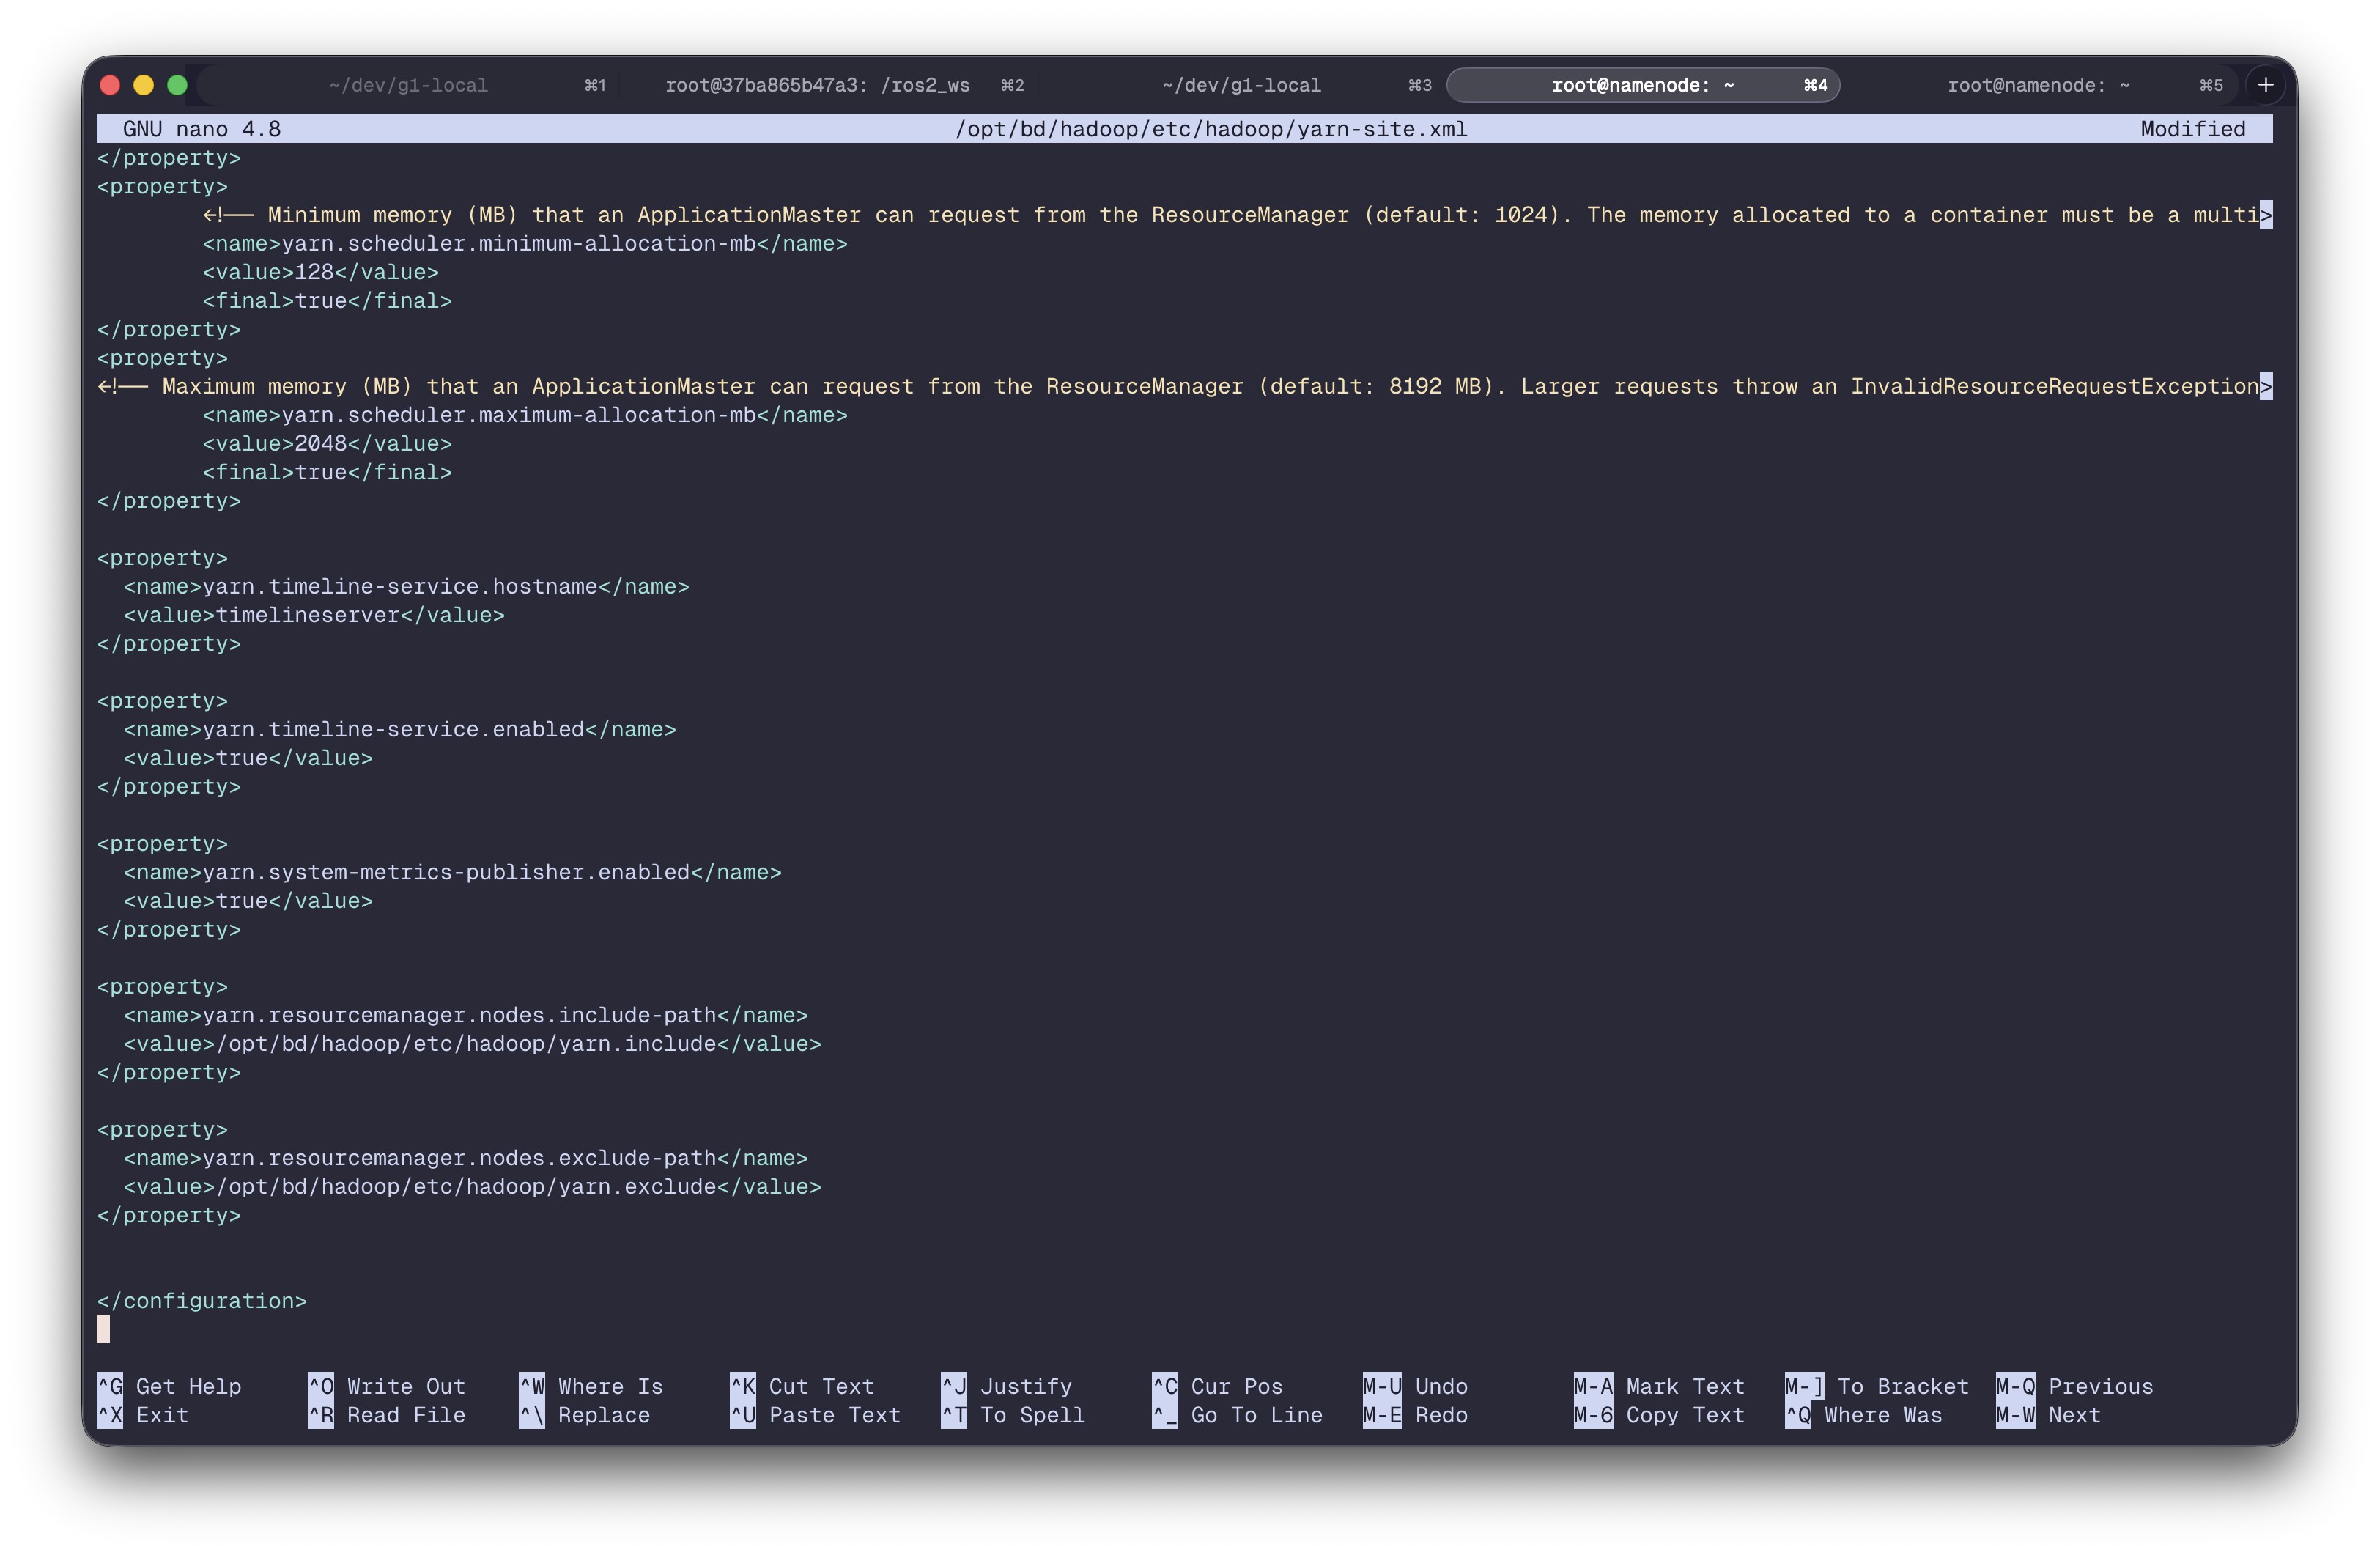 ~/dev/g1-local ⌘1 root@37ba865b47a3: /ros2_ws ⌘2 ~/dev/g1-local ⌘3 root@namenode: ~ ⌘4 root@namenode: ~ ⌘5 +
GNU nano 4.8 /opt/bd/hadoop/etc/hadoop/yarn-site.xml Modified
</property>
<property>
        <!-- Minimum memory (MB) that an ApplicationMaster can request from the ResourceManager (default: 1024). The memory allocated to a container must be a multi>
        <name>yarn.scheduler.minimum-allocation-mb</name>
        <value>128</value>
        <final>true</final>
</property>
<property>
<!-- Maximum memory (MB) that an ApplicationMaster can request from the ResourceManager (default: 8192 MB). Larger requests throw an InvalidResourceRequestException>
        <name>yarn.scheduler.maximum-allocation-mb</name>
        <value>2048</value>
        <final>true</final>
</property>

<property>
  <name>yarn.timeline-service.hostname</name>
  <value>timelineserver</value>
</property>

<property>
  <name>yarn.timeline-service.enabled</name>
  <value>true</value>
</property>

<property>
  <name>yarn.system-metrics-publisher.enabled</name>
  <value>true</value>
</property>

<property>
  <name>yarn.resourcemanager.nodes.include-path</name>
  <value>/opt/bd/hadoop/etc/hadoop/yarn.include</value>
</property>

<property>
  <name>yarn.resourcemanager.nodes.exclude-path</name>
  <value>/opt/bd/hadoop/etc/hadoop/yarn.exclude</value>
</property>

</configuration>

^G Get Help ^O Write Out ^W Where Is ^K Cut Text ^J Justify ^C Cur Pos M-U Undo M-A Mark Text M-] To Bracket M-Q Previous
^X Exit ^R Read File ^\ Replace ^U Paste Text ^T To Spell ^_ Go To Line M-E Redo M-6 Copy Text ^Q Where Was M-W Next